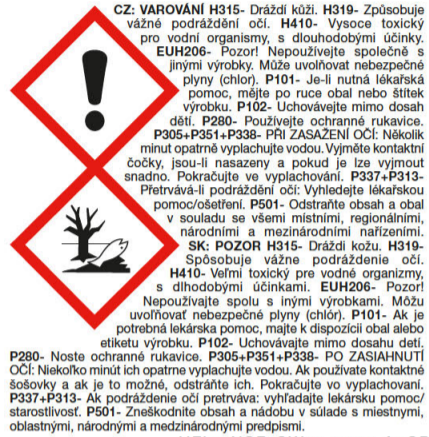 CZ: VAROVÁNÍ H315- Dráždí kůži. H319- Způsobuje
vážné podráždění očí. H410- Vysoce toxický
pro vodní organismy, s dlouhodobými účinky.
EUH206- Pozor! Nepoužívejte společně s
jinými výrobky. Může uvolňovat nebezpečné
plyny (chlor). P101- Je-li nutná lékařská
pomoc, mějte po ruce obal nebo štítek
výrobku. P102- Uchovávejte mimo dosah
dětí. P280- Používejte ochranné rukavice.
P305+P351+P338- PŘI ZASAŽENÍ OČÍ: Několik
minut opatrně vyplachujte vodou. Vyjměte kontaktní
čočky, jsou-li nasazeny a pokud je lze vyjmout
snadno. Pokračujte ve vyplachování. P337+P313-
Přetrvává-li podráždění očí: Vyhledejte lékařskou
pomoc/ošetření. P501- Odstraňte obsah a obal
v souladu se všemi místními, regionálními,
národními a mezinárodními nařízeními.
SK: POZOR H315- Dráždi kožu. H319-
Spôsobuje vážne podráždenie očí.
H410- Veľmi toxický pre vodné organizmy,
s dlhodobými účinkami. EUH206- Pozor!
Nepoužívajte spolu s inými výrobkami. Môžu
uvoľňovať nebezpečné plyny (chlór). P101- Ak je
potrebná lekárska pomoc, majte k dispozícii obal alebo
etiketu výrobku. P102- Uchovávajte mimo dosahu detí.
P280- Noste ochranné rukavice. P305+P351+P338- PO ZASIAHNUTÍ
OČÍ: Niekoľko minút ich opatrne vyplachujte vodou. Ak používate kontaktné
šošovky a ak je to možné, odstráňte ich. Pokračujte vo vyplachovaní.
P337+P313- Ak podráždenie očí pretrváva: vyhľadajte lekársku pomoc/
starostlivosť. P501- Zneškodnite obsah a nádobu v súlade s miestnymi,
oblastnými, národnými a medzinárodnými predpismi.